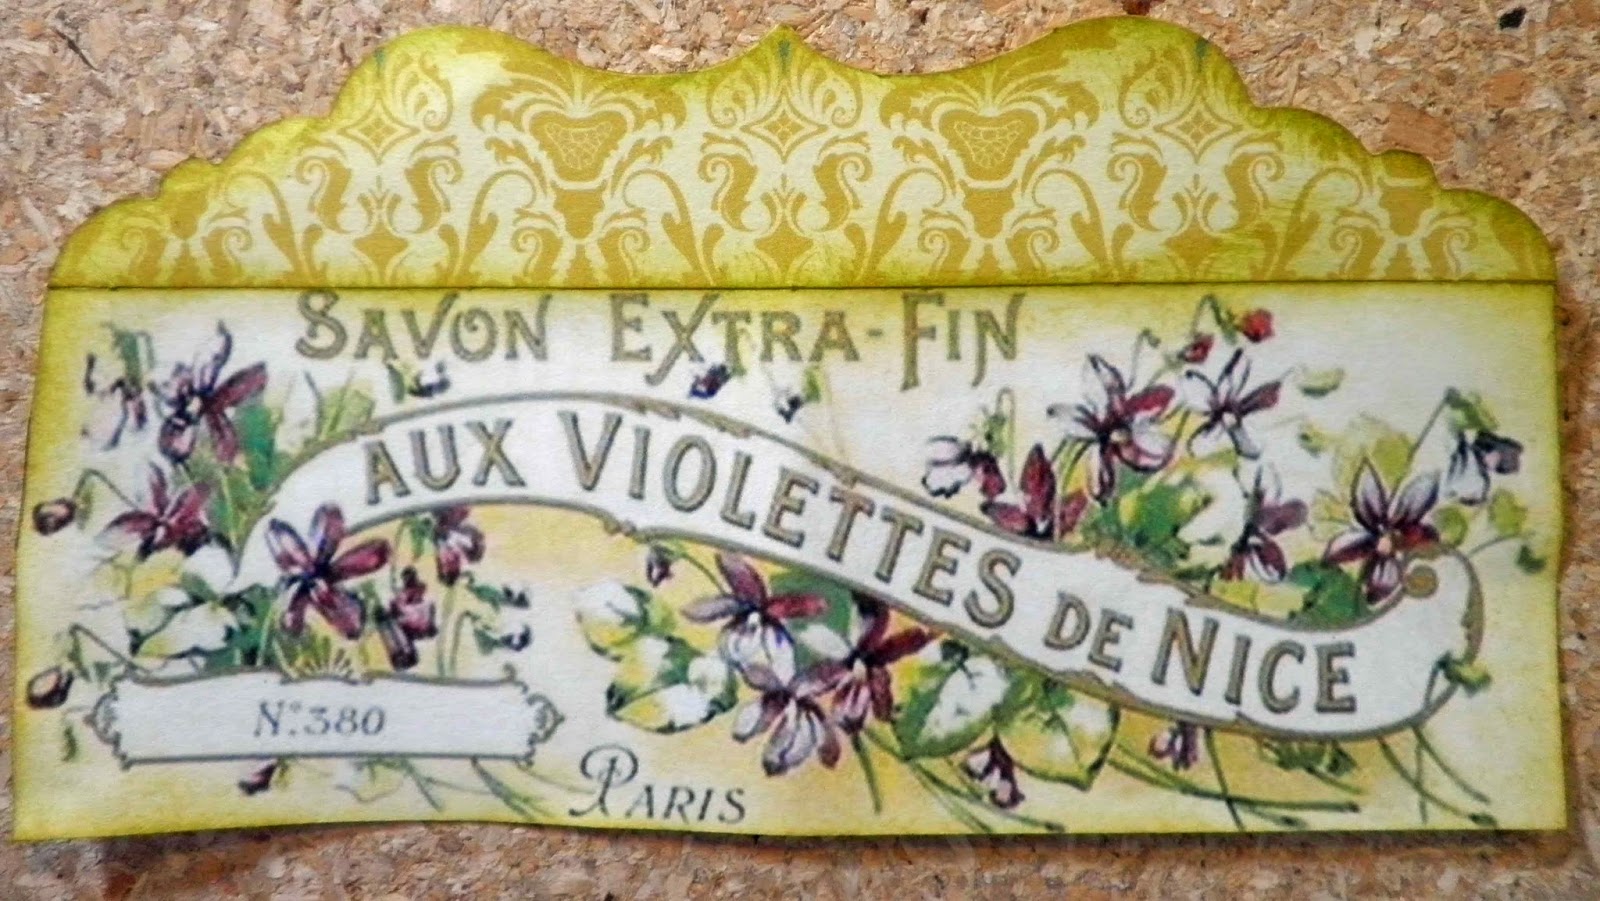 SAVON EXTRA-FIN
AUX VIOLETTES DE NICE
N°.380
PARIS